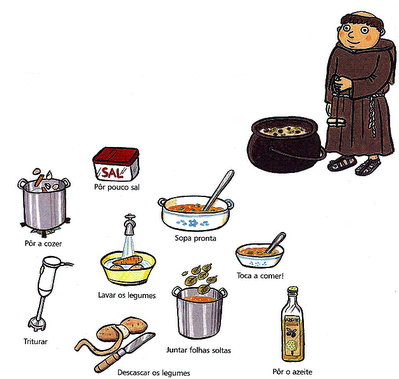 SAL
Pôr pouco sal
Pôr a cozer
Sopa pronta
Toca a comer!
Lavar os legumes
Triturar
Juntar folhas soltas
Descascar os legumes
Pôr o azeite